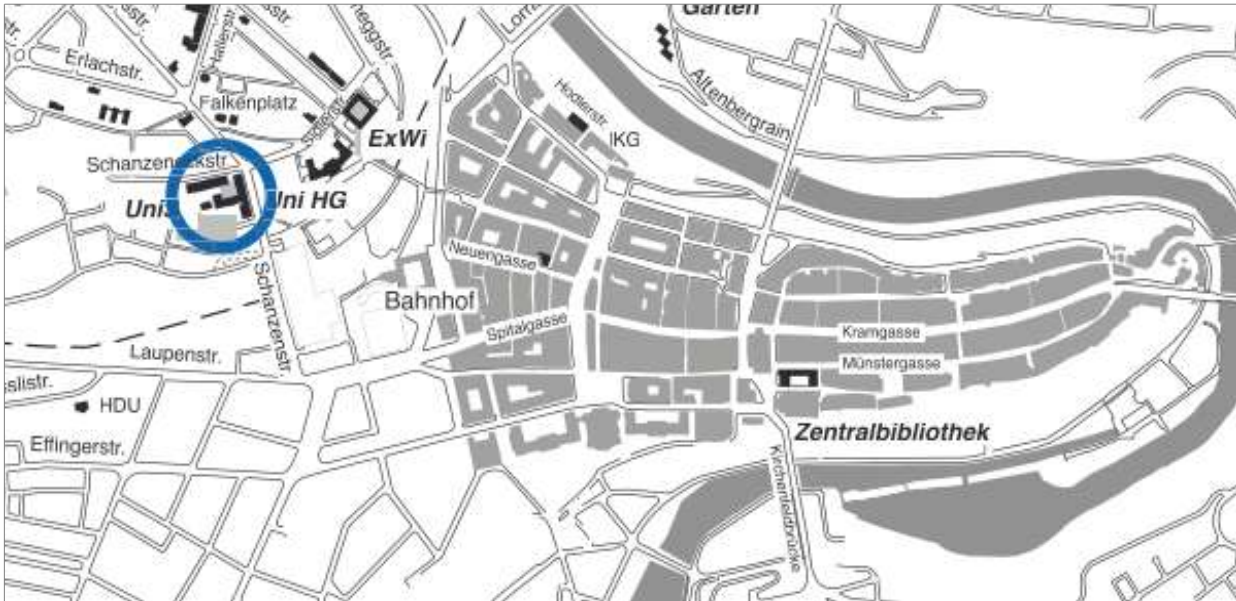 Garten
Erlachstr.
Hallerstr.
Falkenplatz
Sidlerstr.
Hodlerstr.
Altenbergrain
ExWi
IKG
Schanzeneckstr.
Uni HG
Neuengasse
Schanzenstr.
Bahnhof
Spitalgasse
Kramgasse
Laupenstr.
Münstergasse
HDU
Effingerstr.
Zentralbibliothek
Kirchenfeldbrücke